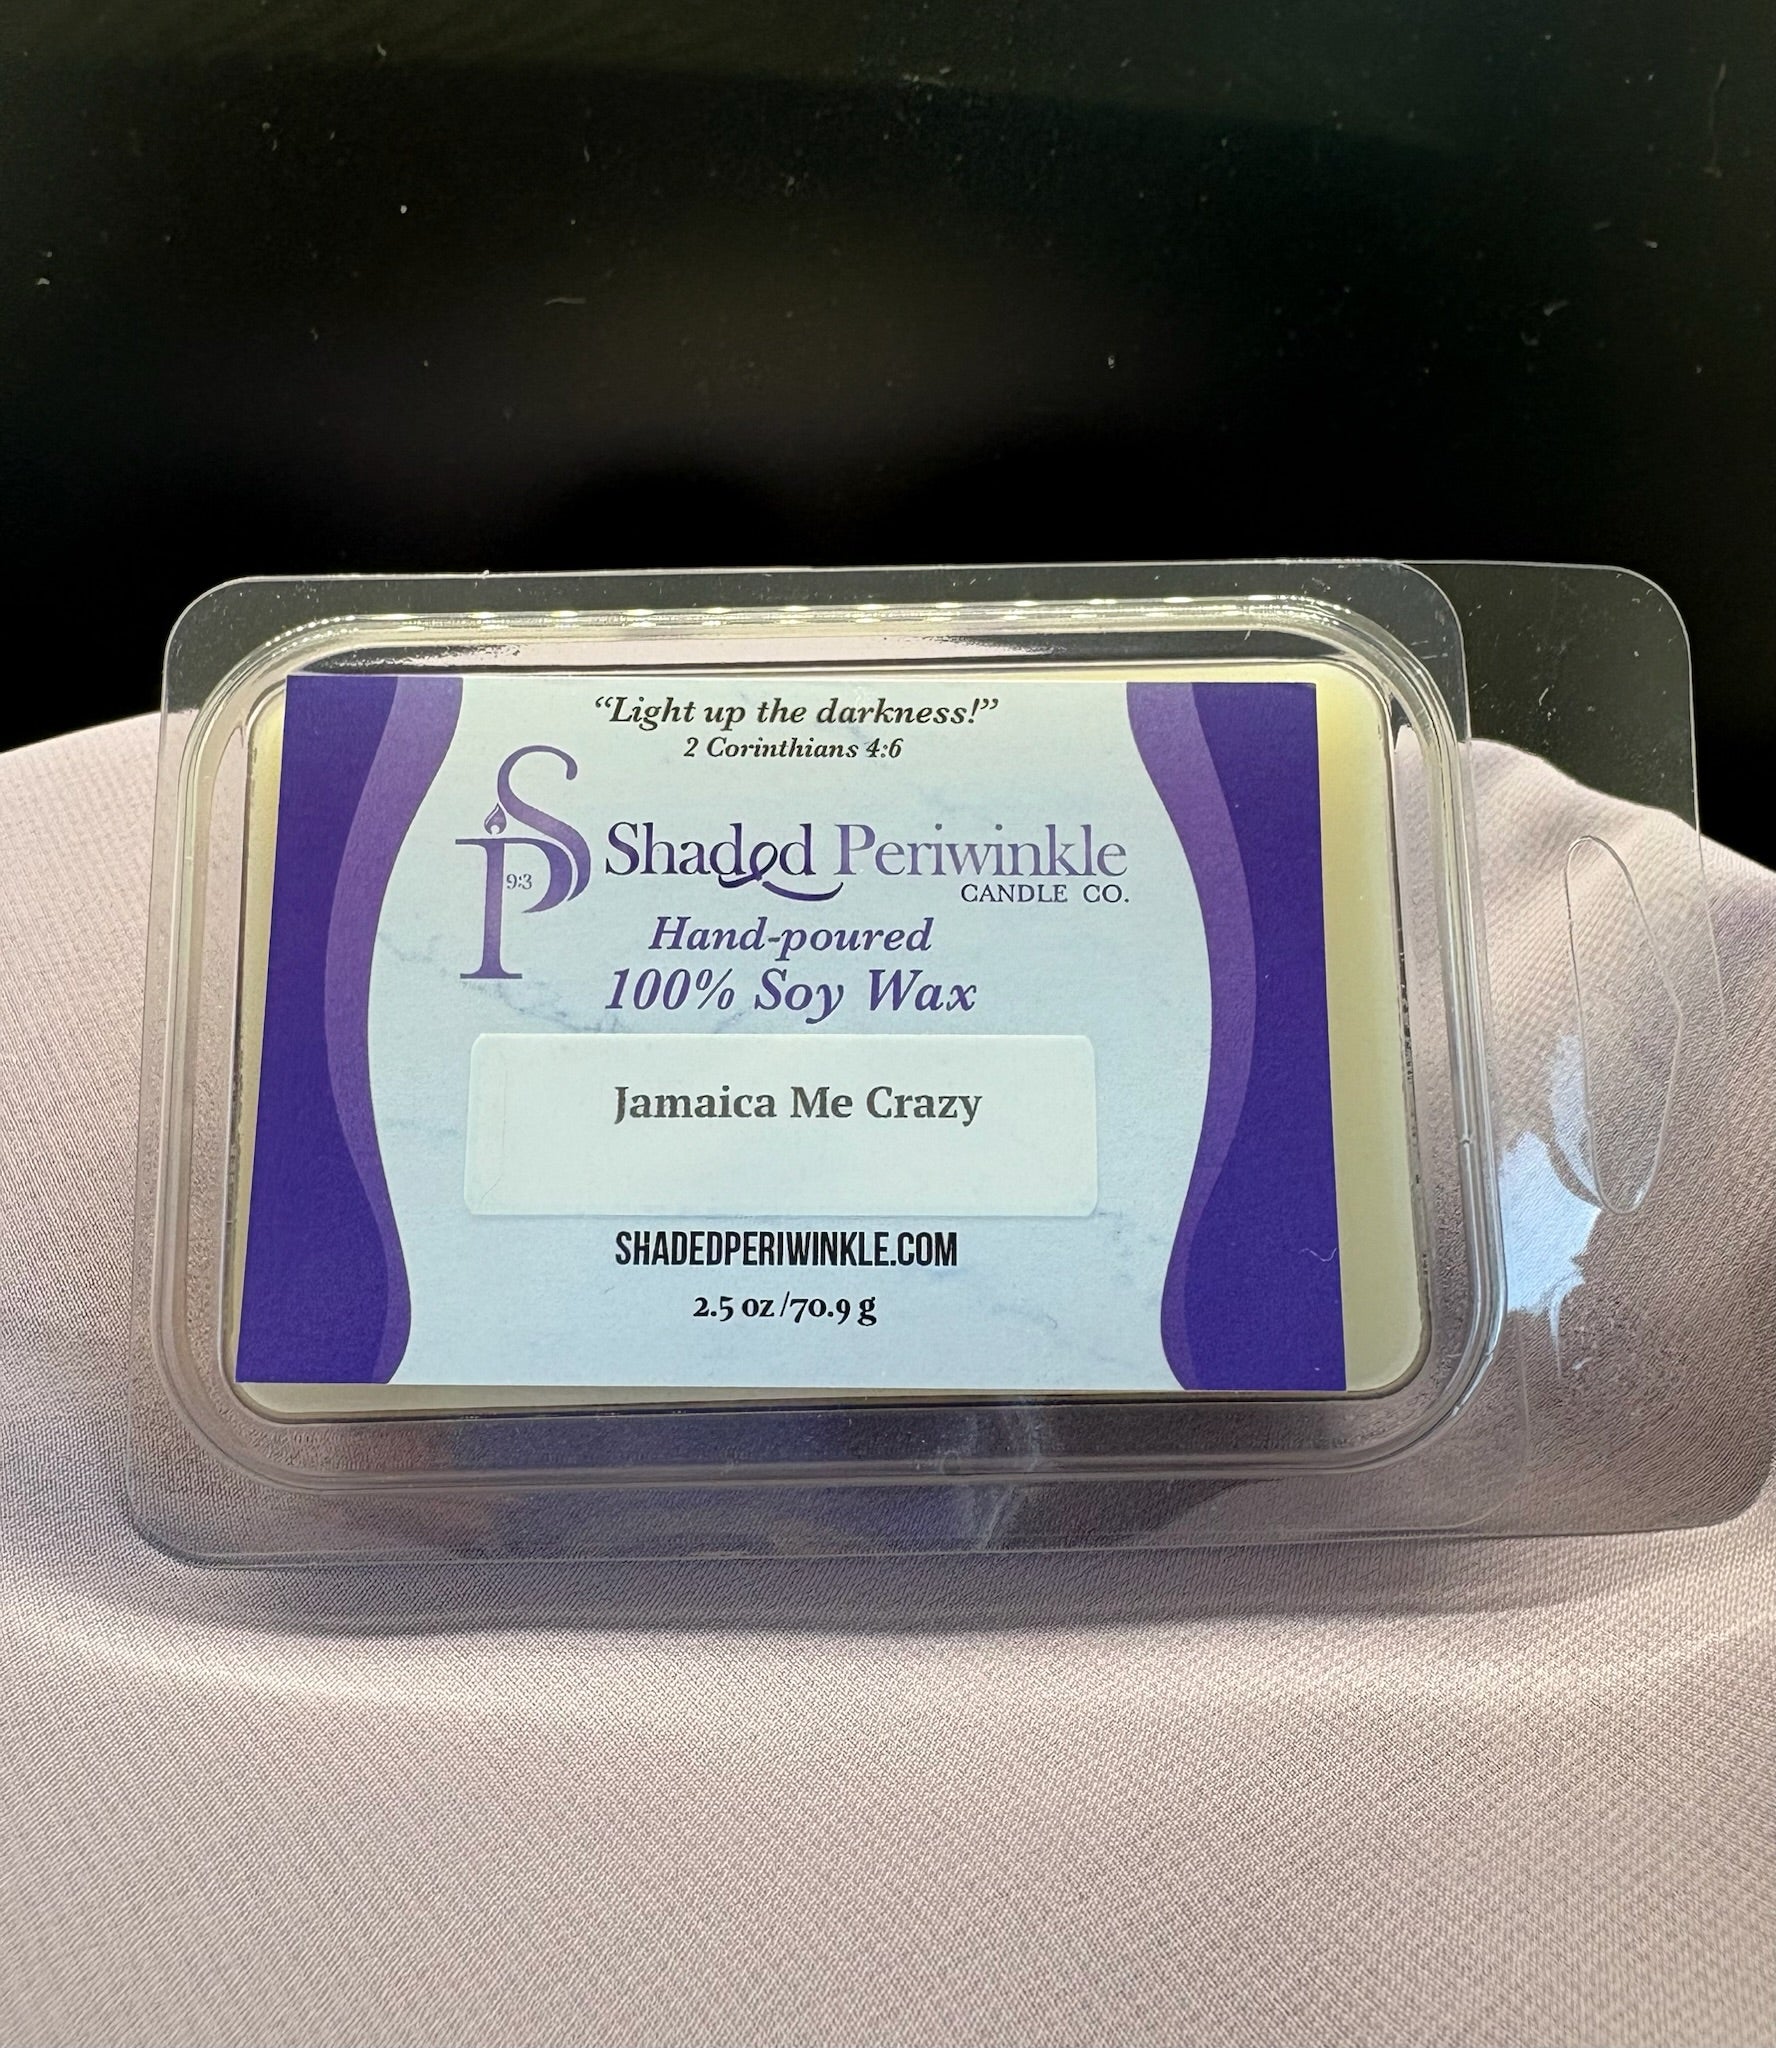 “Light up the darkness!”
2 Corinthians 4:6
SP
9:3
Shaded Periwinkle
CANDLE CO.
Hand-poured
100% Soy Wax
Jamaica Me Crazy
SHADEDPERIWINKLE.COM
2.5 oz/70.9 g